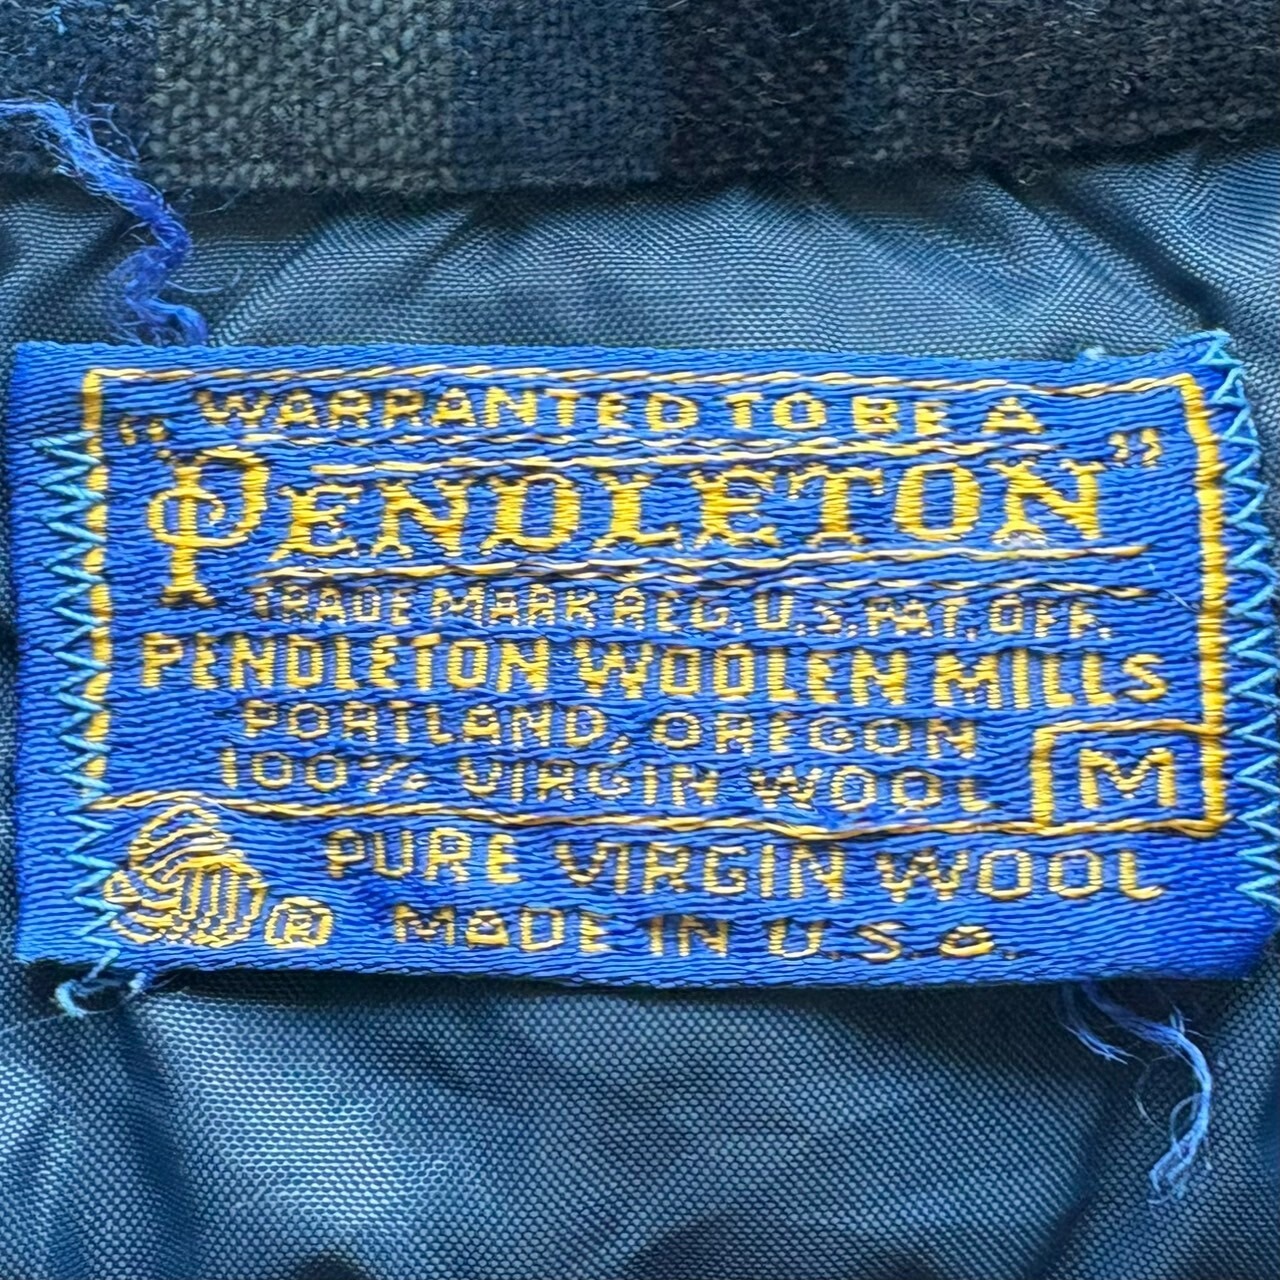 "WARRANTED TO BE A
PENDLETON"
TRADE MARK REG. U.S. PAT. OFF.
PENDLETON WOOLEN MILLS
PORTLAND, OREGON
100% VIRGIN WOOL M
PURE VIRGIN WOOL
® MADE IN U.S.A.